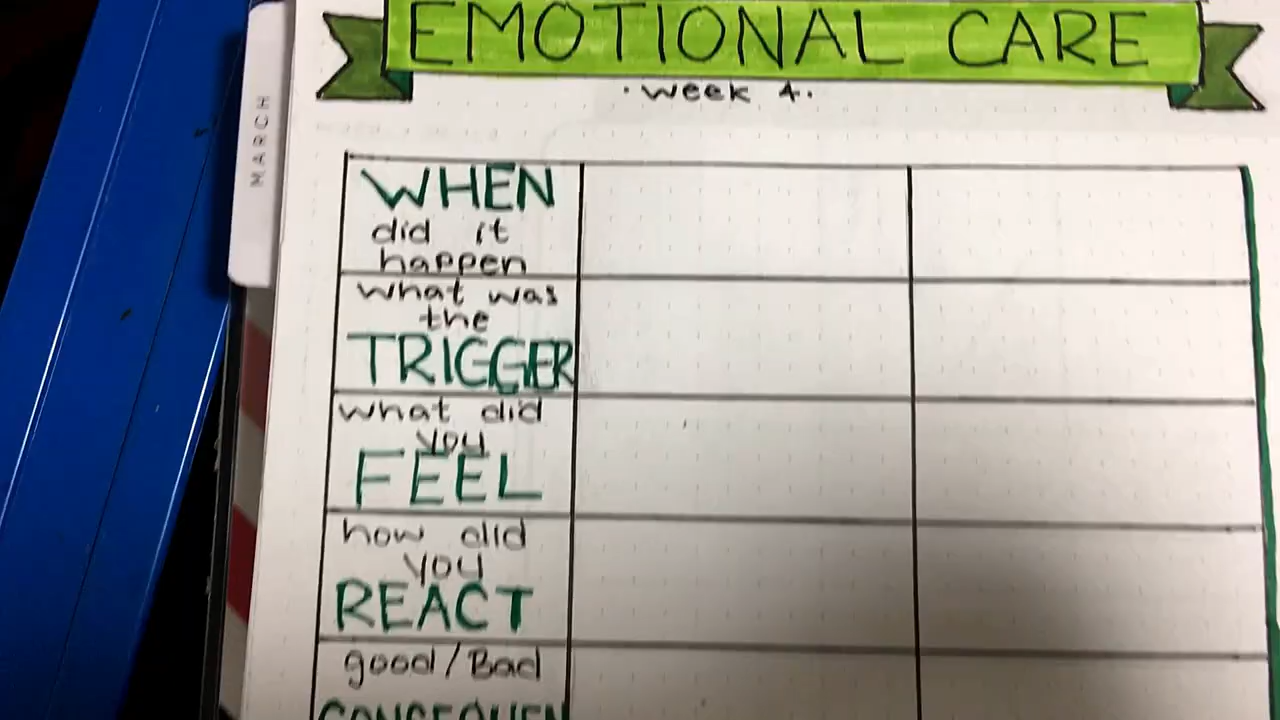 EMOTIONAL CARE
· week 4.
MARCH
WHEN
did it
happen
what was
the
TRIGGER
what did
you
FEEL
how did
you
REACT
good/Bad